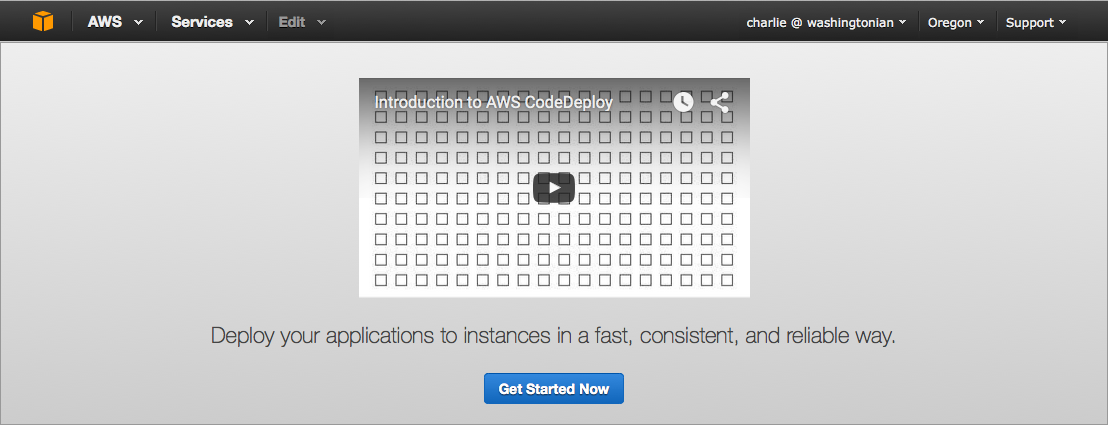 AWS Services Edit charlie @ washingtonian Oregon Support
Introduction to AWS CodeDeploy
Deploy your applications to instances in a fast, consistent, and reliable way.
Get Started Now